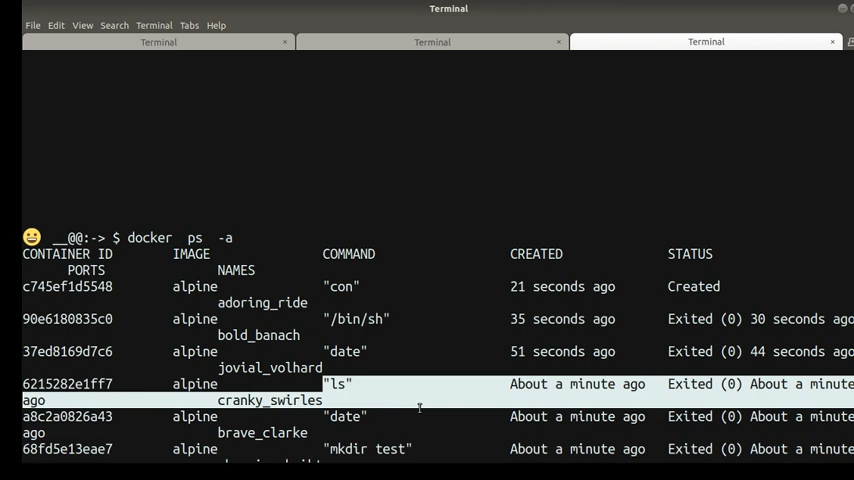 Terminal
File Edit View Search Terminal Tabs Help
Terminal × Terminal × Terminal ×
__@@:-> $ docker ps -a
CONTAINER ID IMAGE COMMAND CREATED STATUS
PORTS NAMES
c745ef1d5548 alpine "con" 21 seconds ago Created
adoring_ride
90e6180835c0 alpine "/bin/sh" 35 seconds ago Exited (0) 30 seconds ago
bold_banach
37ed8169d7c6 alpine "date" 51 seconds ago Exited (0) 44 seconds ago
jovial_volhard
6215282e1ff7 alpine "ls" About a minute ago Exited (0) About a minute
ago cranky_swirles
a8c2a0826a43 alpine "date" About a minute ago Exited (0) About a minute
ago brave_clarke
68fd5e13eae7 alpine "mkdir test" About a minute ago Exited (0) About a minute